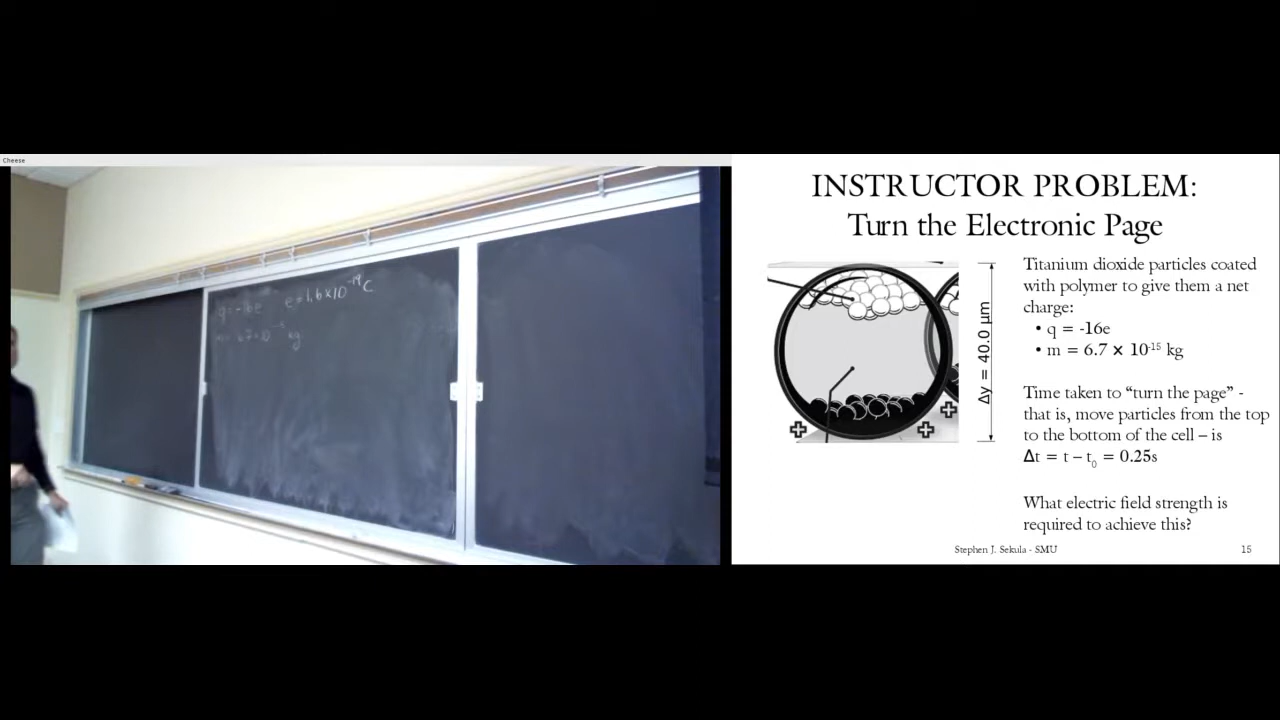 Cheese
q = -16e e = 1.6×10⁻¹⁹ C
kg
INSTRUCTOR PROBLEM:
Turn the Electronic Page
Δy = 40.0 μm
Titanium dioxide particles coated
with polymer to give them a net
charge:
• q = -16e
• m = 6.7 × 10⁻¹⁵ kg
Time taken to “turn the page” -
that is, move particles from the top
to the bottom of the cell – is
Δt = t – t₀ = 0.25s
What electric field strength is
required to achieve this?
Stephen J. Sekula - SMU
15